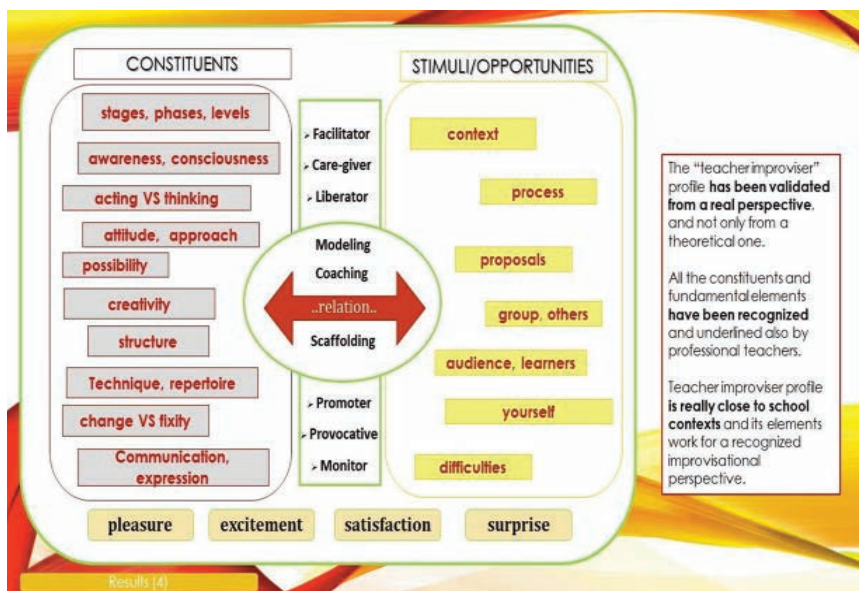 CONSTITUENTS
stages, phases, levels
awareness, consciousness
acting VS thinking
attitude, approach
possibility
creativity
structure
Technique, repertoire
change VS fixity
Communication,
expression
➢ Facilitator
➢ Care-giver
➢ Liberator
Modeling
Coaching
..relation..
Scaffolding
➢ Promoter
➢ Provocative
➢ Monitor
STIMULI/OPPORTUNITIES
context
process
proposals
group, others
audience, learners
yourself
difficulties
pleasure
excitement
satisfaction
surprise
The “teacher improviser”
profile has been validated
from a real perspective,
and not only from a
theoretical one.
All the constituents and
fundamental elements
have been recognized
and underlined also by
professional teachers.
Teacher improviser profile
is really close to school
contexts and its elements
work for a recognized
improvisational
perspective.
Results (4)